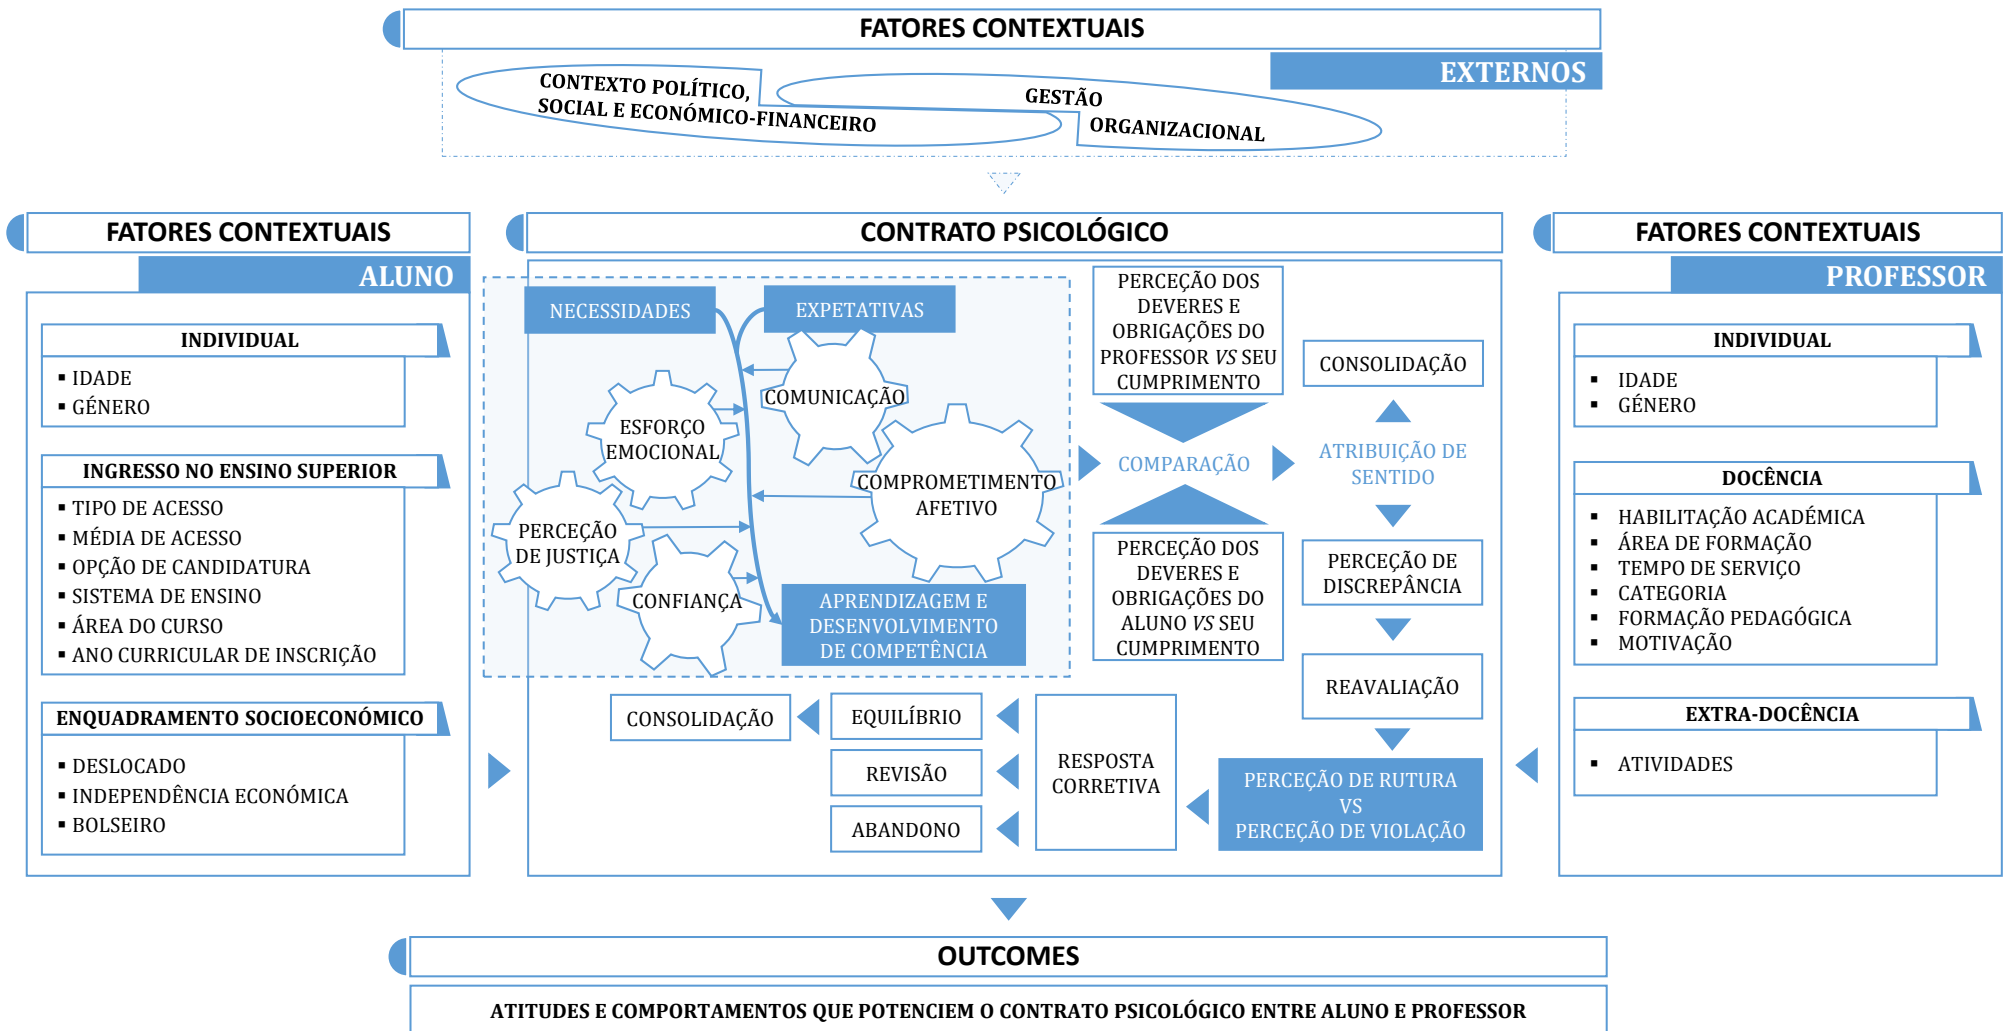 FATORES CONTEXTUAIS
EXTERNOS
CONTEXTO POLÍTICO,
SOCIAL E ECONÓMICO-FINANCEIRO
GESTÃO
ORGANIZACIONAL
FATORES CONTEXTUAIS
ALUNO
INDIVIDUAL
▪ IDADE
▪ GÉNERO
INGRESSO NO ENSINO SUPERIOR
▪ TIPO DE ACESSO
▪ MÉDIA DE ACESSO
▪ OPÇÃO DE CANDIDATURA
▪ SISTEMA DE ENSINO
▪ ÁREA DO CURSO
▪ ANO CURRICULAR DE INSCRIÇÃO
ENQUADRAMENTO SOCIOECONÓMICO
▪ DESLOCADO
▪ INDEPENDÊNCIA ECONÓMICA
▪ BOLSEIRO
CONTRATO PSICOLÓGICO
NECESSIDADES
EXPETATIVAS
COMUNICAÇÃO
ESFORÇO
EMOCIONAL
COMPROMETIMENTO
AFETIVO
PERCEÇÃO
DE JUSTIÇA
CONFIANÇA
APRENDIZAGEM E
DESENVOLVIMENTO
DE COMPETÊNCIA
PERCEÇÃO DOS
DEVERES E
OBRIGAÇÕES DO
PROFESSOR VS SEU
CUMPRIMENTO
COMPARAÇÃO
PERCEÇÃO DOS
DEVERES E
OBRIGAÇÕES DO
ALUNO VS SEU
CUMPRIMENTO
CONSOLIDAÇÃO
ATRIBUIÇÃO DE
SENTIDO
PERCEÇÃO DE
DISCREPÂNCIA
REAVALIAÇÃO
PERCEÇÃO DE RUTURA
VS
PERCEÇÃO DE VIOLAÇÃO
RESPOSTA
CORRETIVA
EQUILÍBRIO
REVISÃO
ABANDONO
CONSOLIDAÇÃO
FATORES CONTEXTUAIS
PROFESSOR
INDIVIDUAL
▪ IDADE
▪ GÉNERO
DOCÊNCIA
▪ HABILITAÇÃO ACADÉMICA
▪ ÁREA DE FORMAÇÃO
▪ TEMPO DE SERVIÇO
▪ CATEGORIA
▪ FORMAÇÃO PEDAGÓGICA
▪ MOTIVAÇÃO
EXTRA-DOCÊNCIA
▪ ATIVIDADES
OUTCOMES
ATITUDES E COMPORTAMENTOS QUE POTENCIEM O CONTRATO PSICOLÓGICO ENTRE ALUNO E PROFESSOR